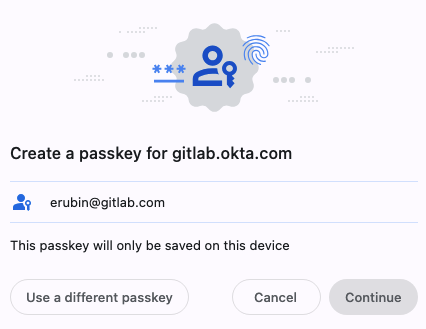 ***
Create a passkey for gitlab.okta.com
erubin@gitlab.com
This passkey will only be saved on this device
Use a different passkey
Cancel
Continue